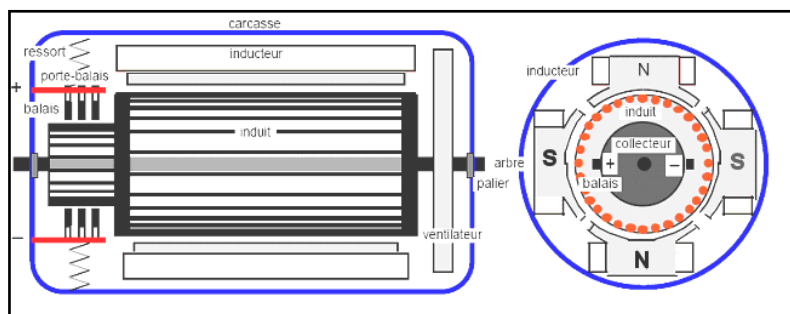 carcasse
ressort
inducteur
porte-balais
+
balais
induit
arbre
palier
ventilateur
–
inducteur
N
induit
collecteur
S
+
–
S
balais
N